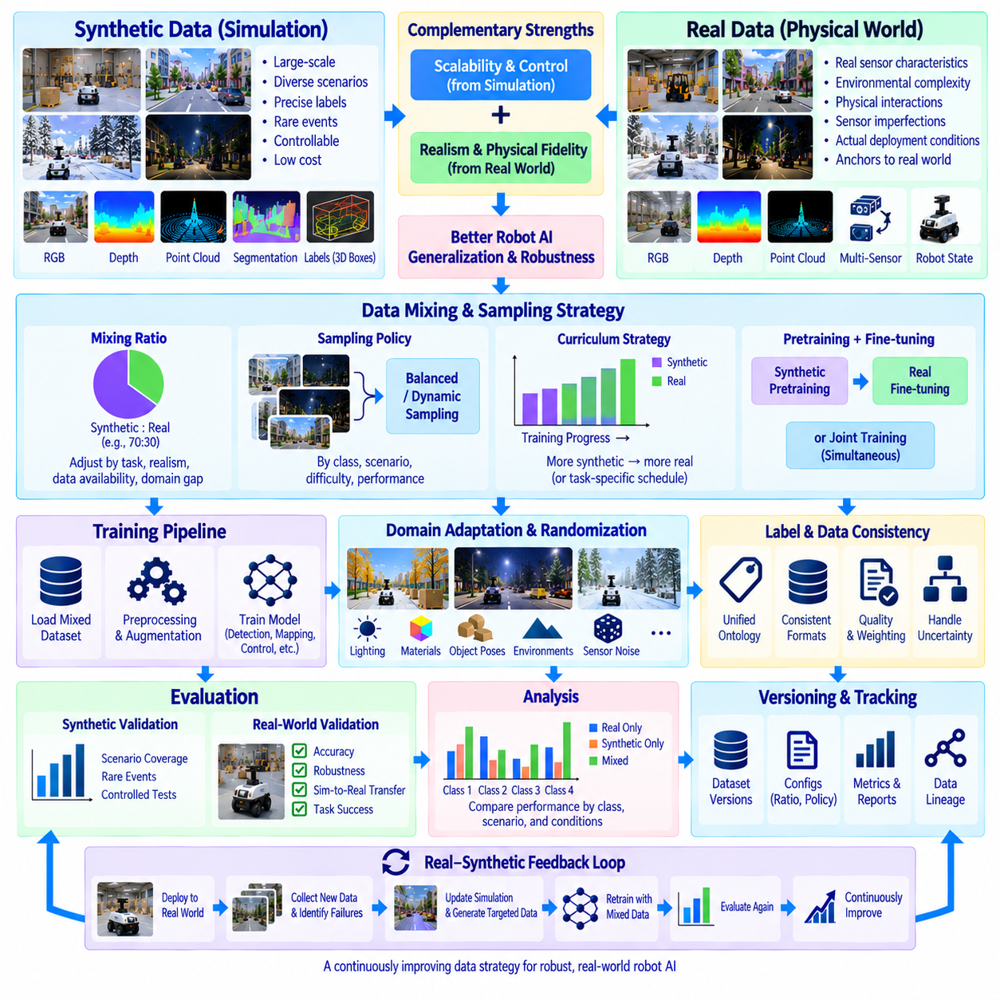 Synthetic Data (Simulation)
• Large-scale
• Diverse scenarios
• Precise labels
• Rare events
• Controllable
• Low cost
RGB
Depth
Point Cloud
Segmentation
Labels (3D Boxes)
Complementary Strengths
Scalability & Control
(from Simulation)
+
Realism & Physical Fidelity
(from Real World)
Better Robot AI
Generalization & Robustness
Real Data (Physical World)
• Real sensor characteristics
• Environmental complexity
• Physical interactions
• Sensor imperfections
• Actual deployment conditions
• Anchors to real world
RGB
Depth
Point Cloud
Multi-Sensor
Robot State
Data Mixing & Sampling Strategy
Mixing Ratio
Synthetic : Real
(e.g., 70:30)
Adjust by task, realism,
data availability, domain gap
Sampling Policy
Balanced
/ Dynamic
Sampling
By class, scenario,
difficulty, performance
Curriculum Strategy
Synthetic
Real
Training Progress →
More synthetic → more real
(or task-specific schedule)
Pretraining + Fine-tuning
Synthetic
Pretraining
Real
Fine-tuning
or Joint Training
(Simultaneous)
Training Pipeline
Load Mixed
Dataset
Preprocessing
& Augmentation
Train Model
(Detection, Mapping,
Control, etc.)
Domain Adaptation & Randomization
Lighting
Materials
Object Poses
Environments
Sensor Noise
...
Label & Data Consistency
Unified
Ontology
Consistent
Formats
Quality
& Weighting
Handle
Uncertainty
Evaluation
Synthetic Validation
Scenario Coverage
Rare Events
Controlled Tests
Real-World Validation
Accuracy
Robustness
Sim-to-Real Transfer
Task Success
Analysis
Real Only
Synthetic Only
Mixed
Class 1 Class 2 Class 3 Class 4
Compare performance by class,
scenario, and conditions
Versioning & Tracking
Dataset
Versions
Configs
(Ratio, Policy)
Metrics &
Reports
Data
Lineage
Real–Synthetic Feedback Loop
Deploy to
Real World
Collect New Data
& Identify Failures
Update Simulation
& Generate Targeted Data
Retrain with
Mixed Data
Evaluate Again
Continuously
Improve
A continuously improving data strategy for robust, real-world robot AI